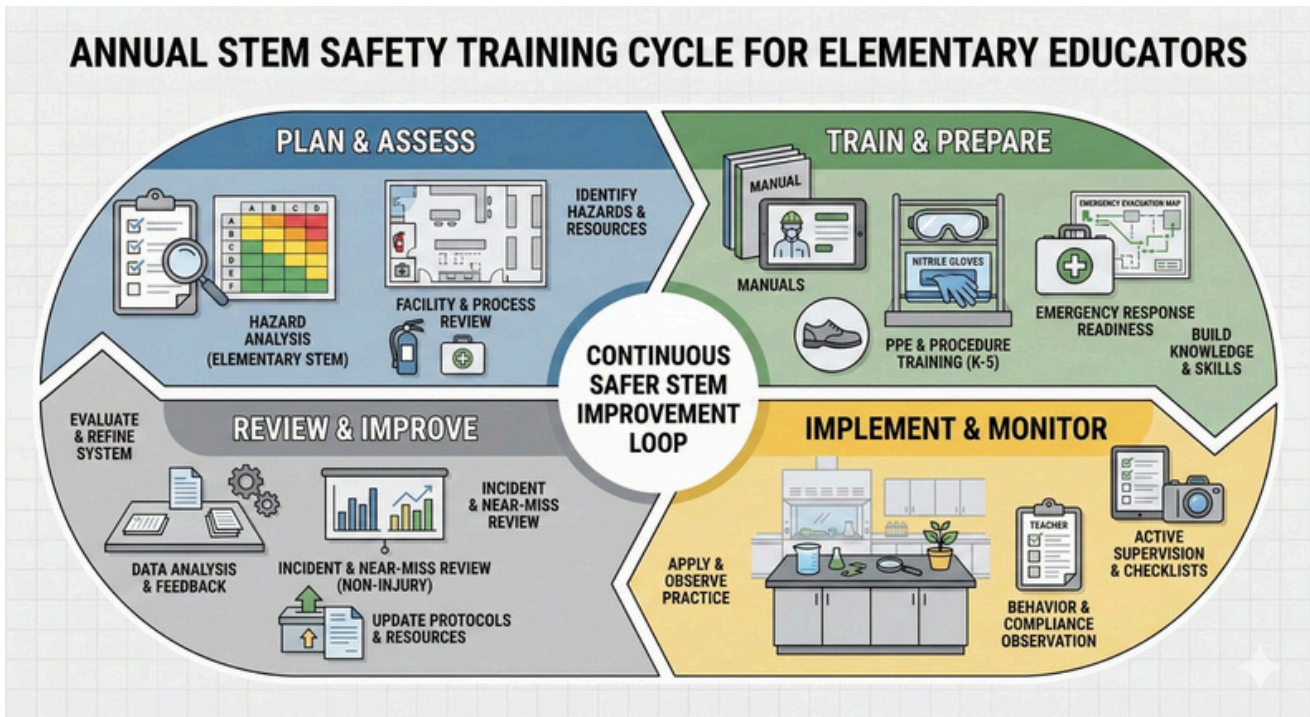 ANNUAL STEM SAFETY TRAINING CYCLE FOR ELEMENTARY EDUCATORS
PLAN & ASSESS
A B C D
A
B
C
D
E
F
HAZARD
ANALYSIS
(ELEMENTARY STEM)
FACILITY & PROCESS
REVIEW
IDENTIFY
HAZARDS &
RESOURCES
TRAIN & PREPARE
MANUAL
MANUALS
NITRILE GLOVES
PPE & PROCEDURE
TRAINING (K-5)
EMERGENCY EVACUATION MAP
EMERGENCY RESPONSE
READINESS
BUILD
KNOWLEDGE
& SKILLS
CONTINUOUS
SAFER STEM
IMPROVEMENT
LOOP
REVIEW & IMPROVE
EVALUATE
& REFINE
SYSTEM
DATA ANALYSIS
& FEEDBACK
INCIDENT & NEAR-MISS REVIEW
(NON-INJURY)
INCIDENT
& NEAR-MISS
REVIEW
UPDATE PROTOCOLS
& RESOURCES
IMPLEMENT & MONITOR
APPLY &
OBSERVE
PRACTICE
TEACHER
BEHAVIOR &
COMPLIANCE
OBSERVATION
ACTIVE
SUPERVISION
& CHECKLISTS